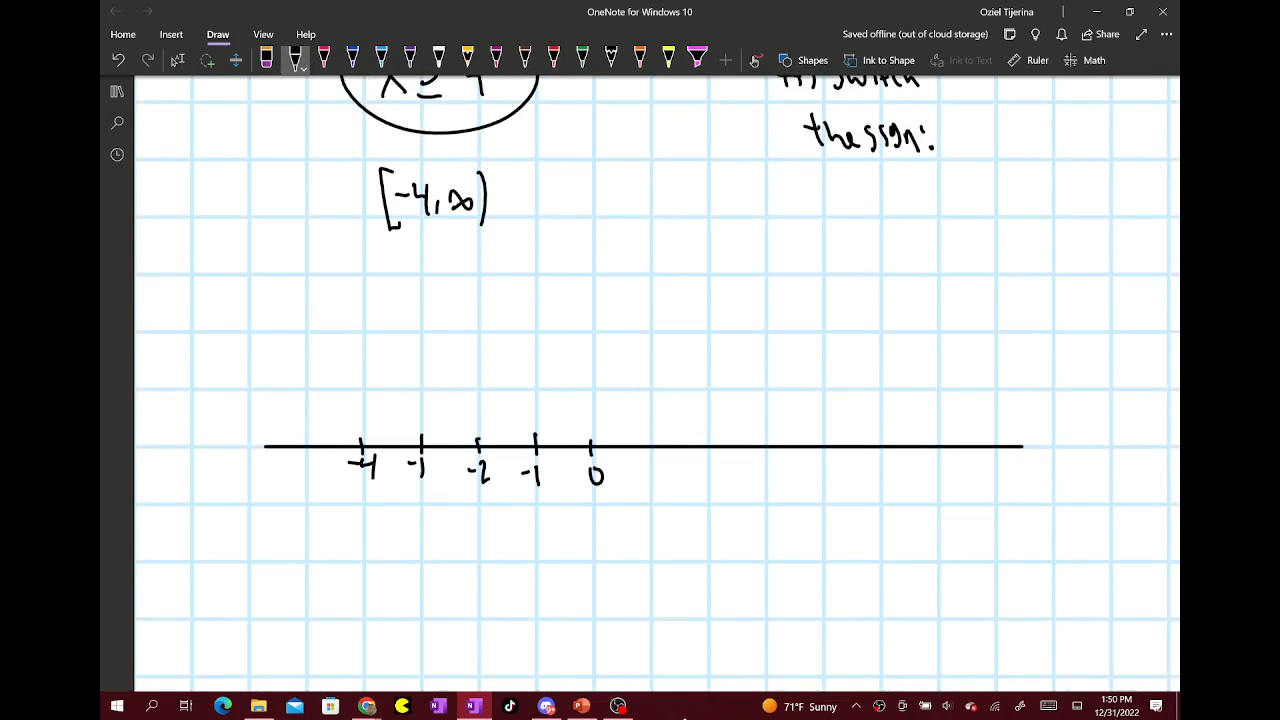 OneNote for Windows 10
Oziel Tijerina
Home Insert Draw View Help
Saved offline (out of cloud storage)
Share
Shapes
Ink to Shape
Ink to Text
Ruler
Math
switch
the sign.
[-4, ∞)
-4 -3 -2 -1 0
71°F Sunny
1:50 PM
12/31/2022